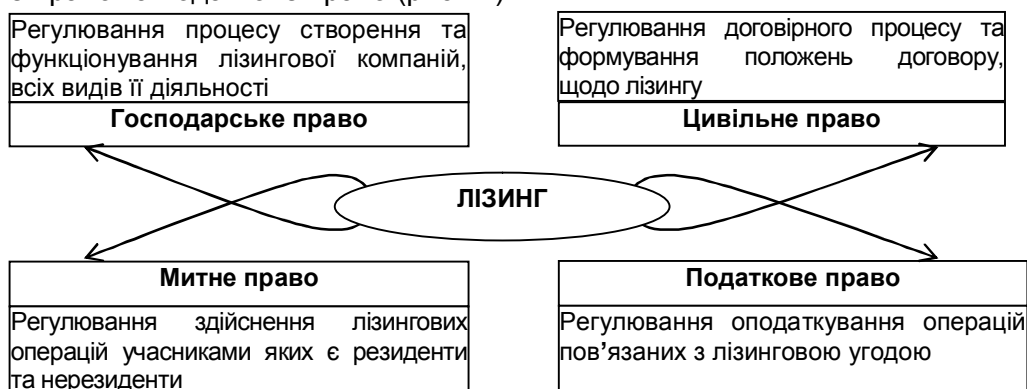 Регулювання процесу створення та
функціонування лізингової компаній,
всіх видів її діяльності
Господарське право
Регулювання договірного процесу та
формування положень договору,
щодо лізингу
Цивільне право
ЛІЗИНГ
Митне право
Регулювання здійснення лізингових
операцій учасниками яких є резиденти
та нерезиденти
Податкове право
Регулювання оподаткування операцій
пов’язаних з лізинговою угодою